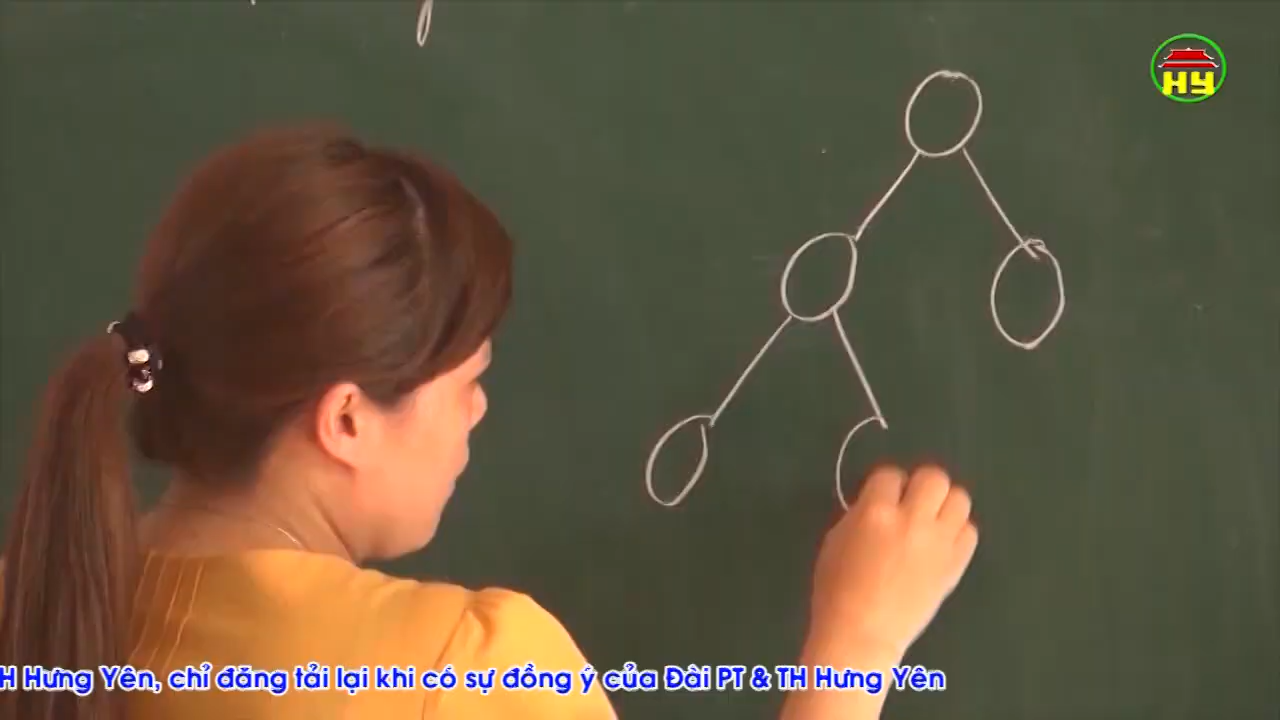 HY
H Hưng Yên, chỉ đăng tải lại khi có sự đồng ý của Đài PT & TH Hưng Yên